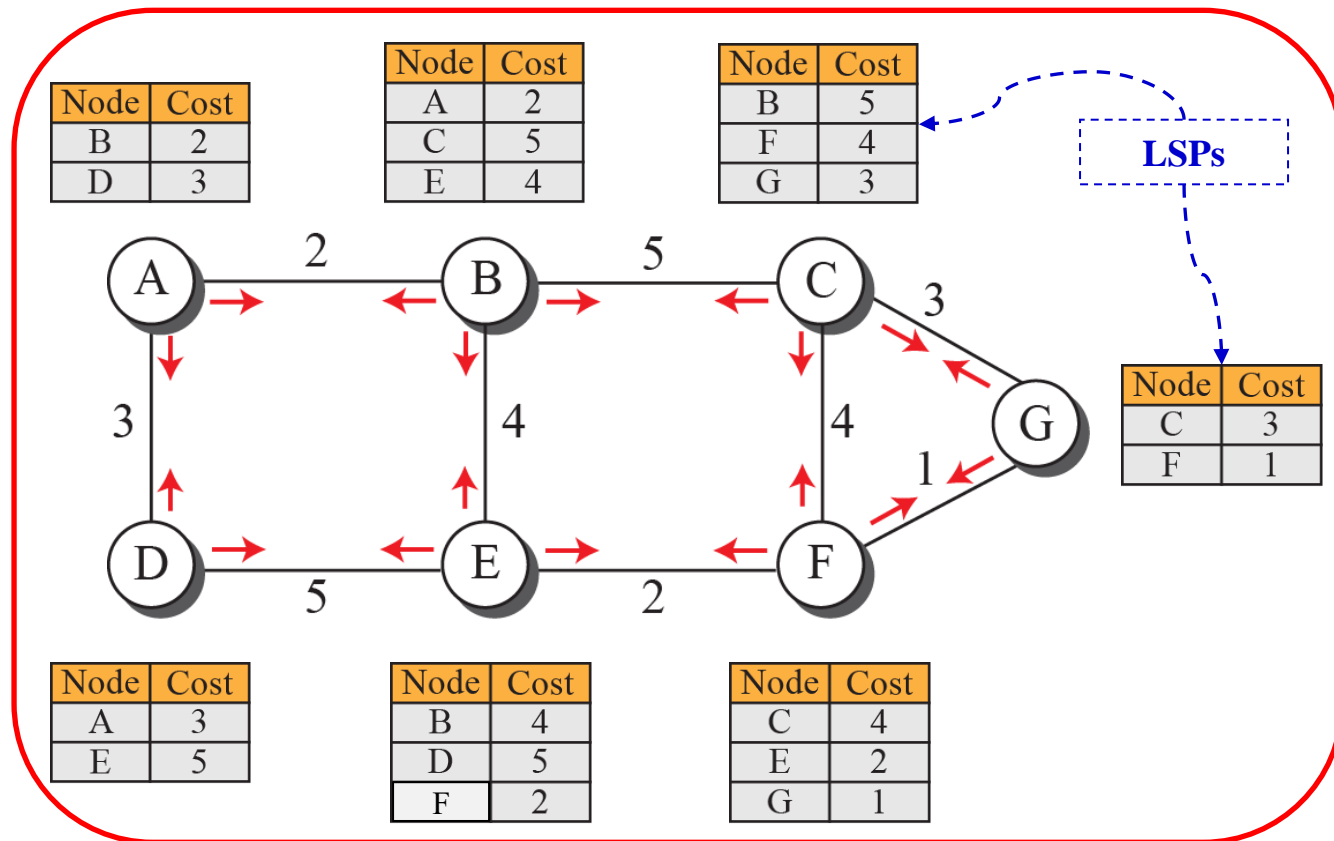 Node Cost
B 2
D 3
Node Cost
A 2
C 5
E 4
Node Cost
B 5
F 4
G 3
LSPs
A
2
B
5
C
3
3
4
4
G
1
Node Cost
C 3
F 1
D
5
E
2
F
Node Cost
A 3
E 5
Node Cost
B 4
D 5
F 2
Node Cost
C 4
E 2
G 1